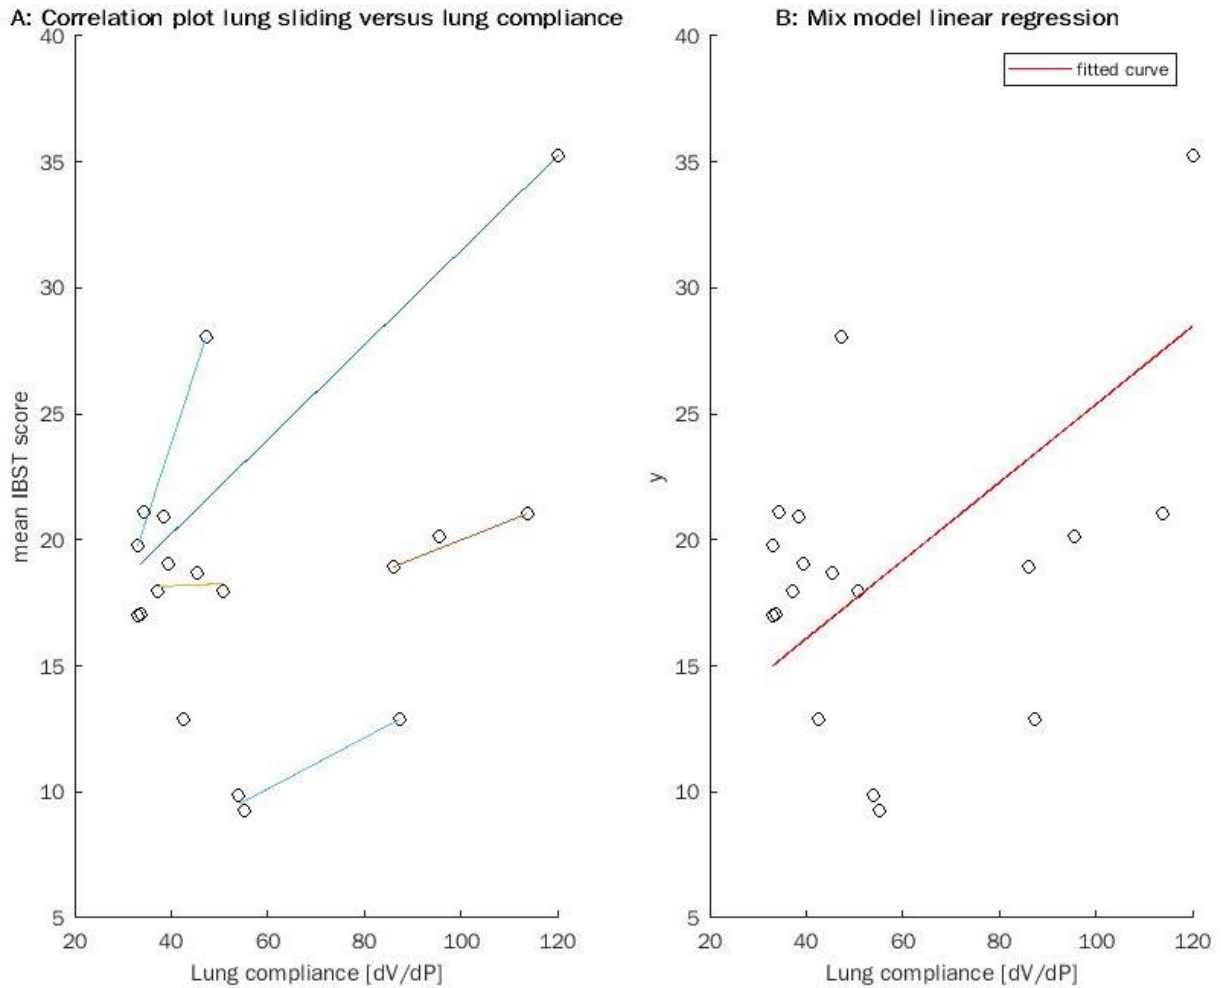 A: Correlation plot lung sliding versus lung compliance
40
35
30
25
20
15
10
5
mean IBST score
20 40 60 80 100 120
Lung compliance [dV/dP]
B: Mix model linear regression
fitted curve
40
35
30
25
20
15
10
5
y
20 40 60 80 100 120
Lung compliance [dV/dP]